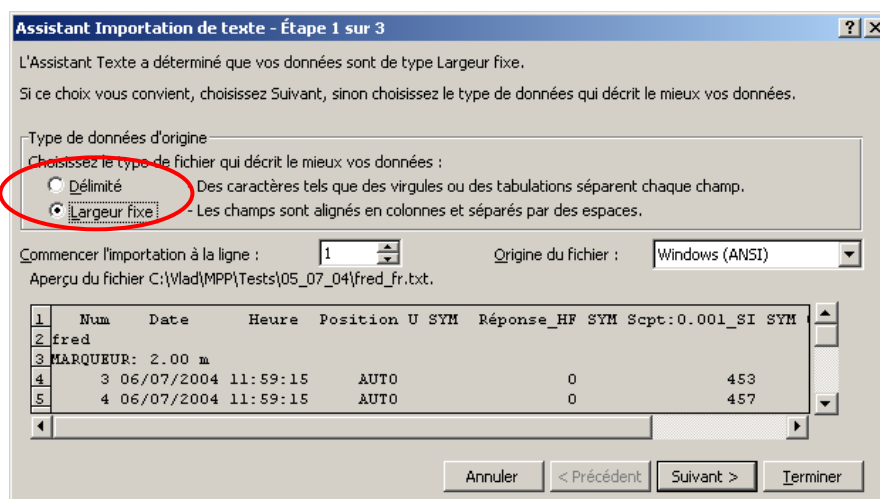 Assistant Importation de texte - Étape 1 sur 3
L'Assistant Texte a déterminé que vos données sont de type Largeur fixe.
Si ce choix vous convient, choisissez Suivant, sinon choisissez le type de données qui décrit le mieux vos données.
Type de données d'origine
Choisissez le type de fichier qui décrit le mieux vos données :
Délimité - Des caractères tels que des virgules ou des tabulations séparent chaque champ.
Largeur fixe - Les champs sont alignés en colonnes et séparés par des espaces.
Commencer l'importation à la ligne : 1 Origine du fichier : Windows (ANSI)
Aperçu du fichier C:\Vlad\MPP\Tests\05_07_04\fred_fr.txt.
1 Num Date Heure Position U SYM Réponse_HF SYM Scpt:0.001_SI SYM
2 fred
3 MARQUEUR: 2.00 m
4 3 06/07/2004 11:59:15 AUTO 0 453
5 4 06/07/2004 11:59:15 AUTO 0 457
Annuler < Précédent Suivant > Terminer